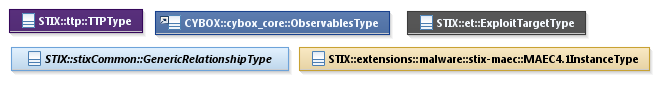 STIX::ttp::TTPType
CYBOX::cybox_core::ObservablesType
STIX::et::ExploitTargetType
STIX::stixCommon::GenericRelationshipType
STIX::extensions::malware::stix-maec::MAEC4.1InstanceType